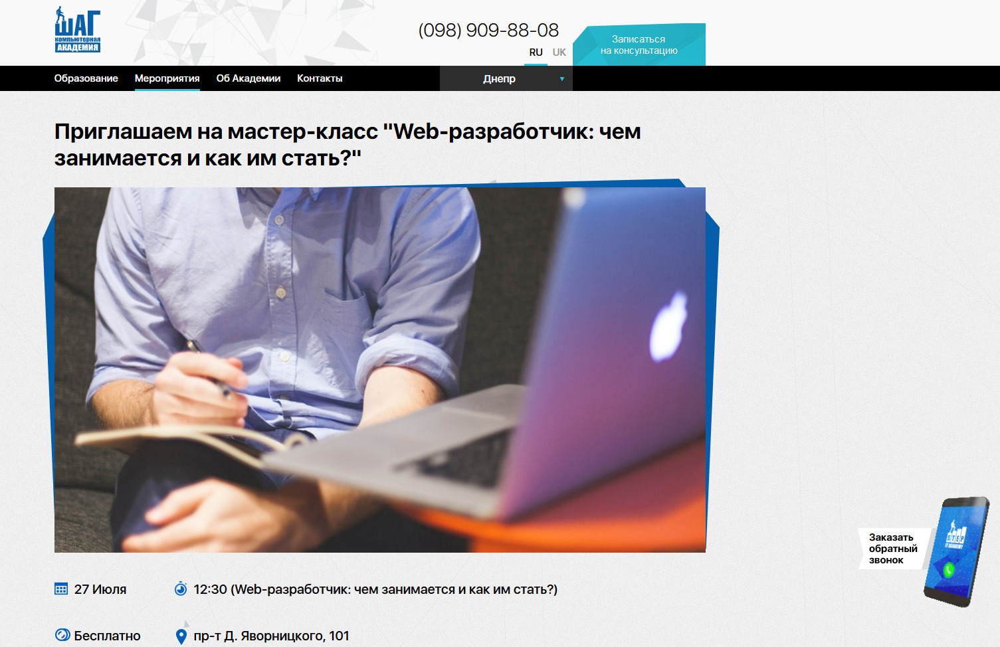 ШАГ
КОМПЬЮТЕРНАЯ
АКАДЕМИЯ
(098) 909-88-08
RU UK
Записаться
на консультацию
Образование Мероприятия Об Академии Контакты Днепр
Приглашаем на мастер-класс "Web-разработчик: чем
занимается и как им стать?"
Заказать
обратный
звонок
STEP
IT ACADEMY
27 Июля
12:30 (Web-разработчик: чем занимается и как им стать?)
Бесплатно
пр-т Д. Яворницкого, 101